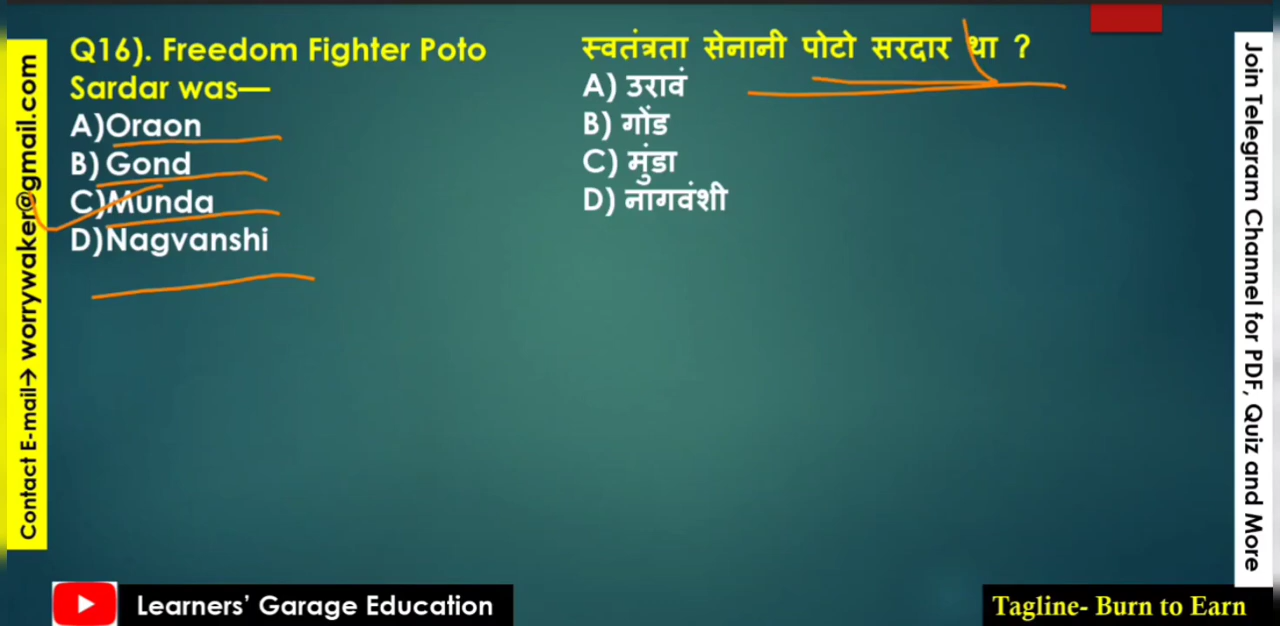 Q16). Freedom Fighter Poto
Sardar was—
A)Oraon
B) Gond
C)Munda
D)Nagvanshi
स्वतंत्रता सेनानी पोटो सरदार था ?
A) उरावं
B) गोंड
C) मुंडा
D) नागवंशी
Contact E-mail→ worrywaker@gmail.com
Join Telegram Channel for PDF, Quiz and More
Learners’ Garage Education
Tagline- Burn to Earn